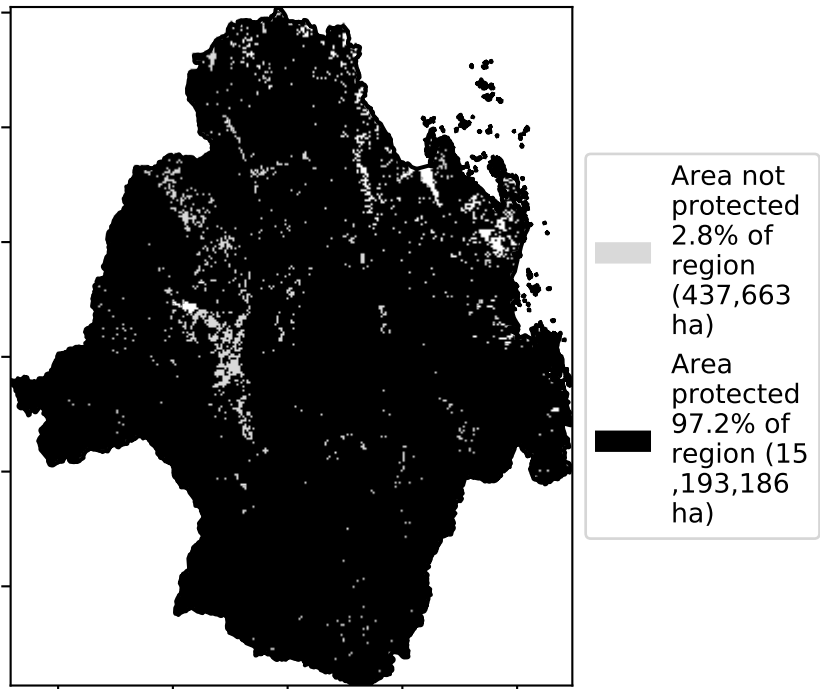 Area not
protected
2.8% of
region
(437,663
ha)
Area
protected
97.2% of
region (15
,193,186
ha)